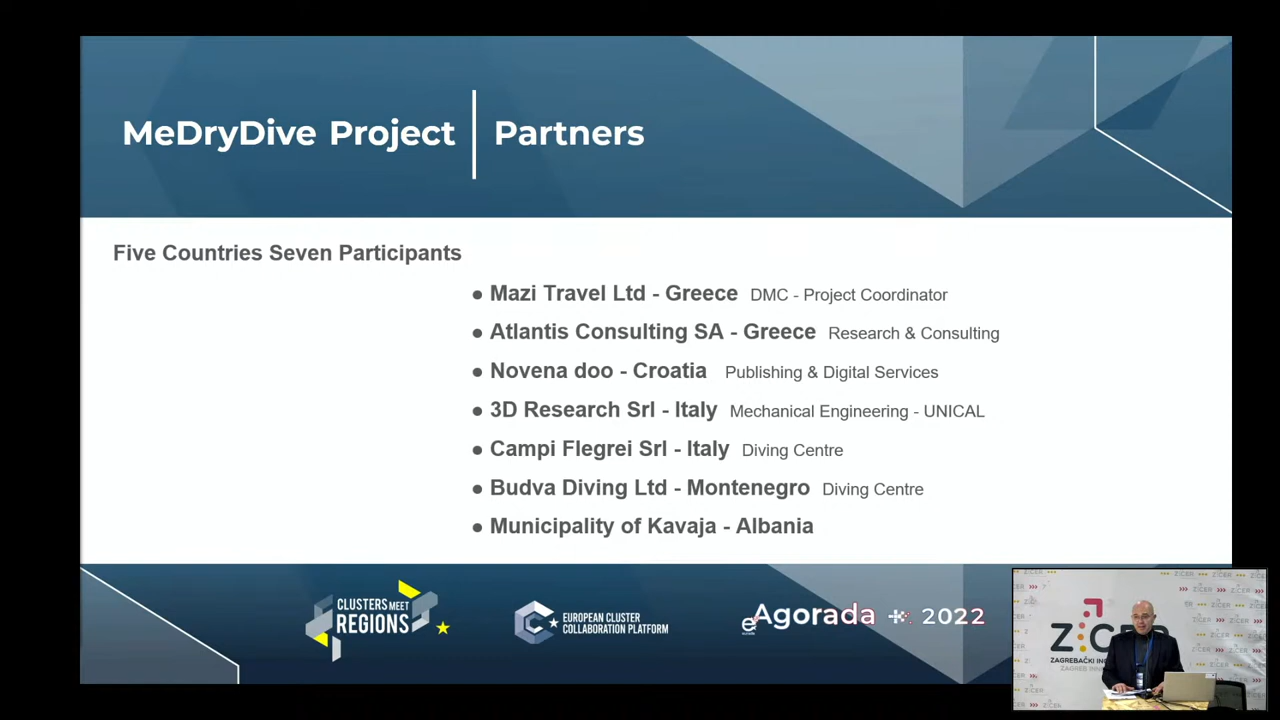 MeDryDive Project | Partners
Five Countries Seven Participants
● Mazi Travel Ltd - Greece DMC - Project Coordinator
● Atlantis Consulting SA - Greece Research & Consulting
● Novena doo - Croatia Publishing & Digital Services
● 3D Research Srl - Italy Mechanical Engineering - UNICAL
● Campi Flegrei Srl - Italy Diving Centre
● Budva Diving Ltd - Montenegro Diving Centre
● Municipality of Kavaja - Albania
CLUSTERS MEET
REGIONS
EUROPEAN CLUSTER
COLLABORATION PLATFORM
Agorada + 2022
ZICER